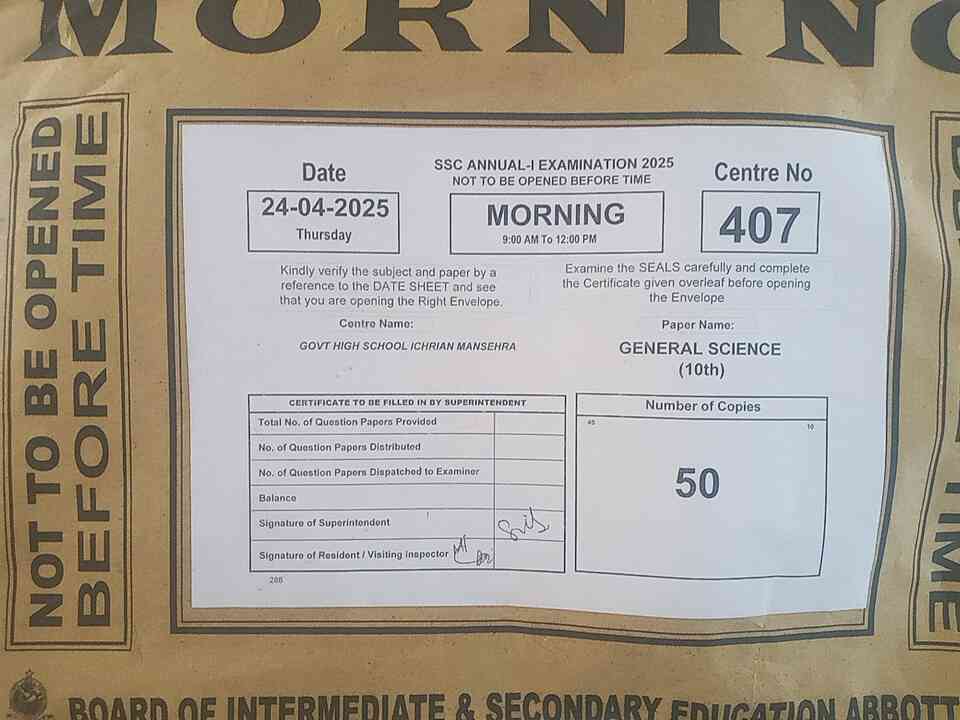 MORNIN
NOT TO BE OPENED
BEFORE TIME
Date
24-04-2025
Thursday
SSC ANNUAL-I EXAMINATION 2025
NOT TO BE OPENED BEFORE TIME
MORNING
9:00 AM To 12:00 PM
Centre No
407
Kindly verify the subject and paper by a
reference to the DATE SHEET and see
that you are opening the Right Envelope.
Examine the SEALS carefully and complete
the Certificate given overleaf before opening
the Envelope
Centre Name:
GOVT HIGH SCHOOL ICHRIAN MANSEHRA
Paper Name:
GENERAL SCIENCE
(10th)
CERTIFICATE TO BE FILLED IN BY SUPERINTENDENT
Total No. of Question Papers Provided
No. of Question Papers Distributed
No. of Question Papers Dispatched to Examiner
Balance
Signature of Superintendent
Signature of Resident / Visiting Inspector
Number of Copies
10
50
BOARD OF INTERMEDIATE & SECONDARY EDUCATION ABBOTT